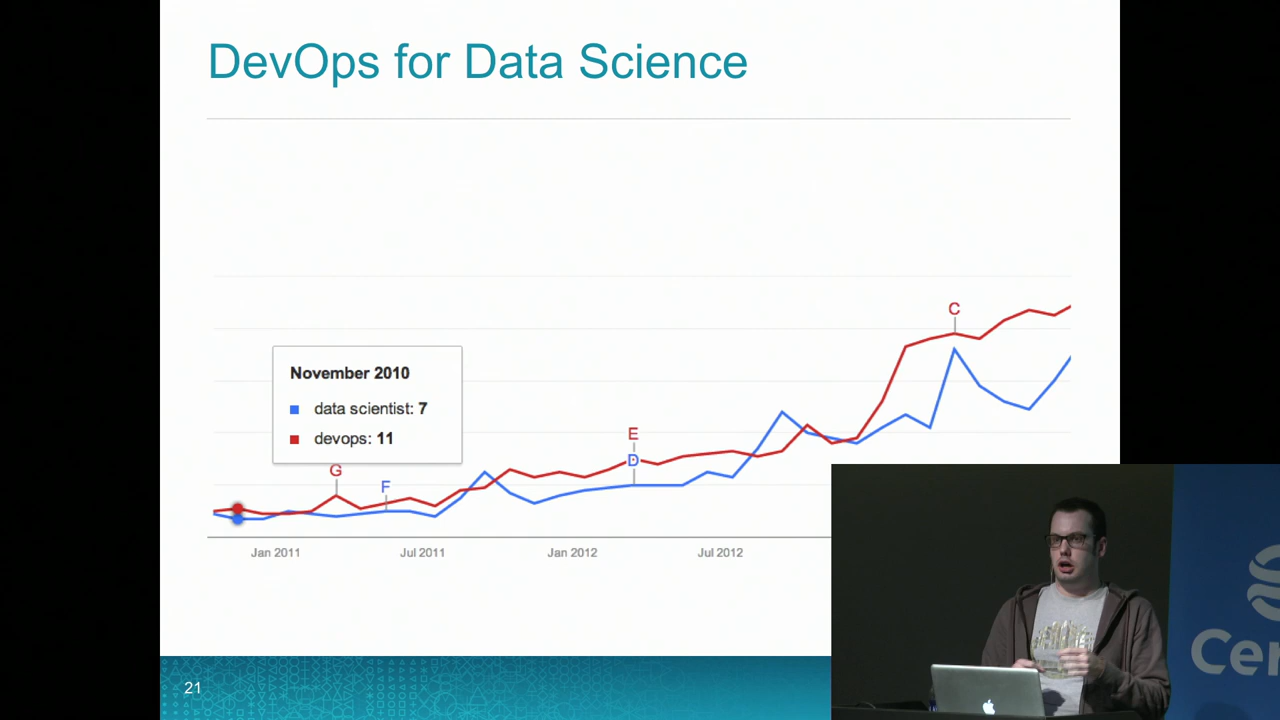 DevOps for Data Science
C
November 2010
data scientist: 7
devops: 11
E
D
G
F
Jan 2011
Jul 2011
Jan 2012
Jul 2012
21
Cer